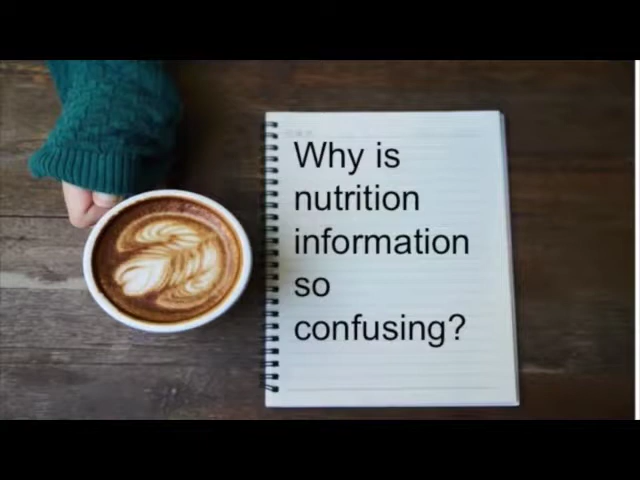 Why is
nutrition
information
so
confusing?